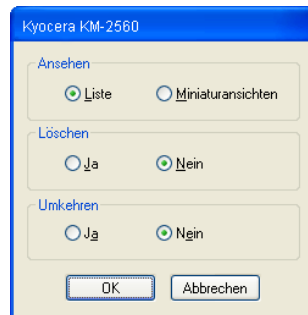 Kyocera KM-2560
Ansehen
Liste Miniaturansichten
Löschen
Ja Nein
Umkehren
Ja Nein
OK Abbrechen